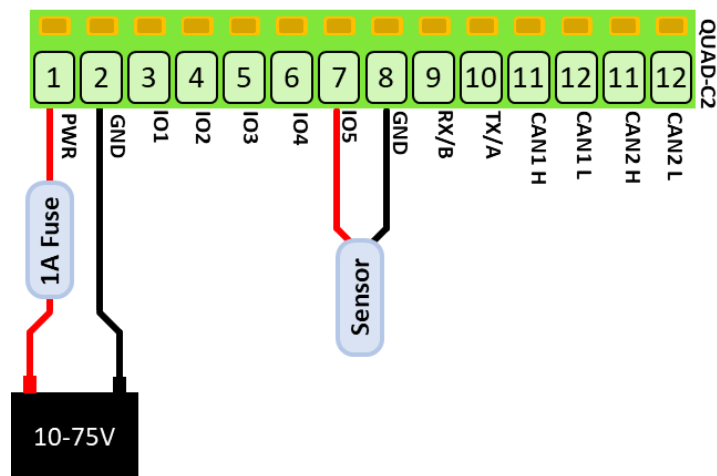 QUAD-C2
1 2 3 4 5 6 7 8 9 10 11 12 11 12
PWR
GND
IO1
IO2
IO3
IO4
IO5
GND
RX/B
TX/A
CAN1 H
CAN1 L
CAN2 H
CAN2 L
1A Fuse
Sensor
10-75V